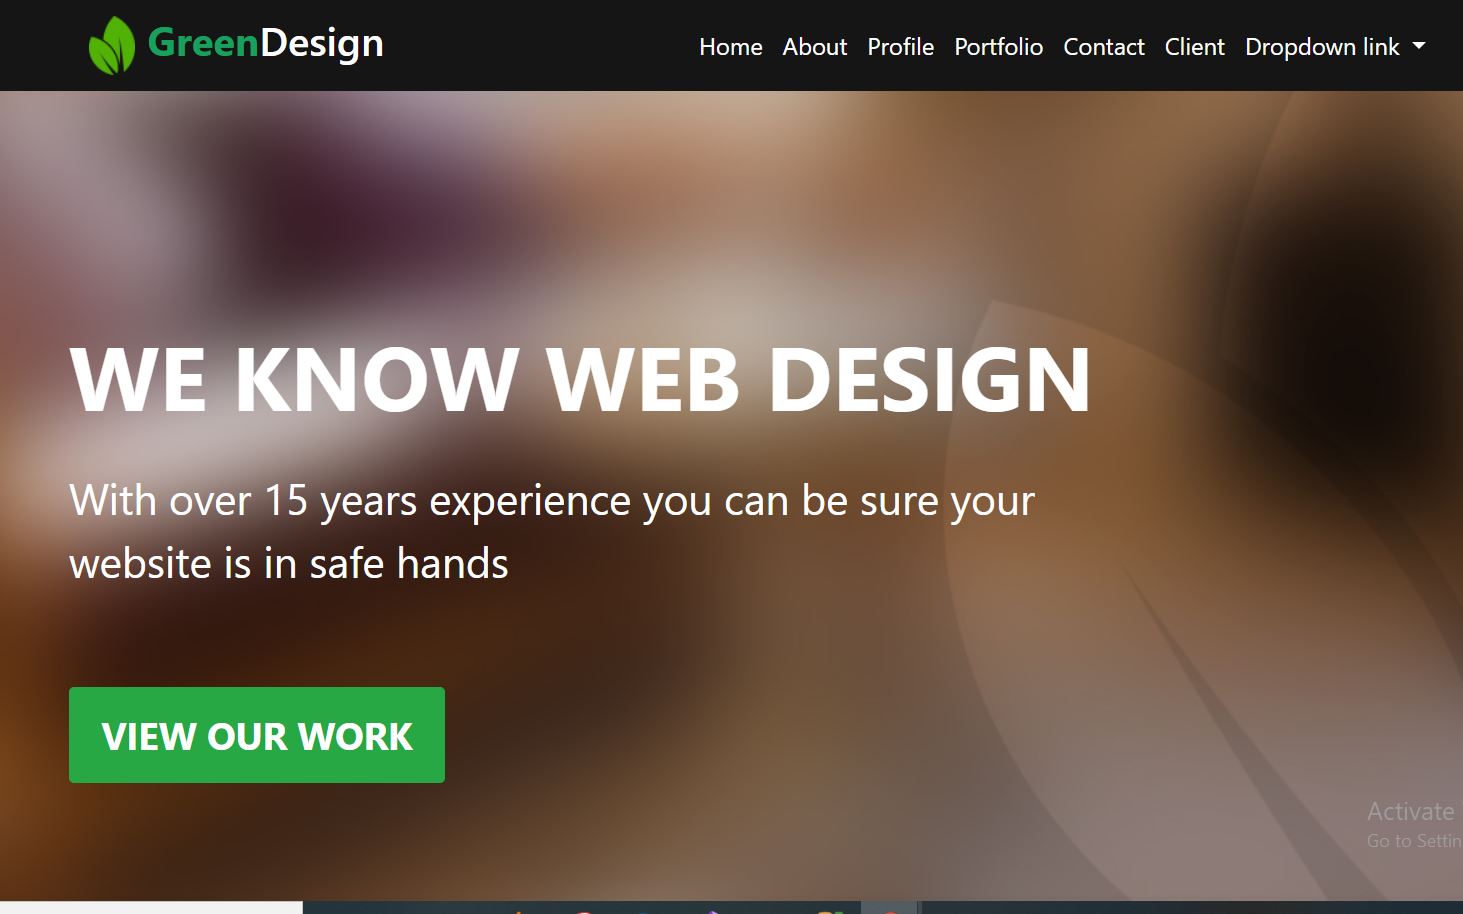 GreenDesign
Home About Profile Portfolio Contact Client Dropdown link
WE KNOW WEB DESIGN
With over 15 years experience you can be sure your
website is in safe hands
VIEW OUR WORK
Activate
Go to Settin